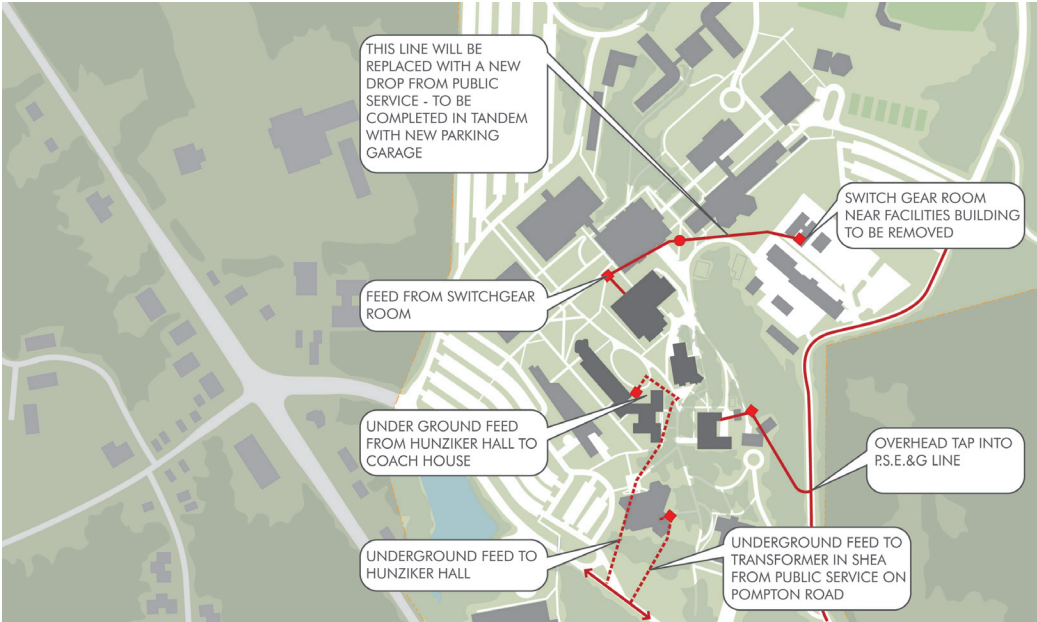 THIS LINE WILL BE
REPLACED WITH A NEW
DROP FROM PUBLIC
SERVICE - TO BE
COMPLETED IN TANDEM
WITH NEW PARKING
GARAGE
SWITCH GEAR ROOM
NEAR FACILITIES BUILDING
TO BE REMOVED
FEED FROM SWITCHGEAR
ROOM
UNDER GROUND FEED
FROM HUNZIKER HALL TO
COACH HOUSE
OVERHEAD TAP INTO
P.S.E.&G LINE
UNDERGROUND FEED TO
HUNZIKER HALL
UNDERGROUND FEED TO
TRANSFORMER IN SHEA
FROM PUBLIC SERVICE ON
POMPTON ROAD